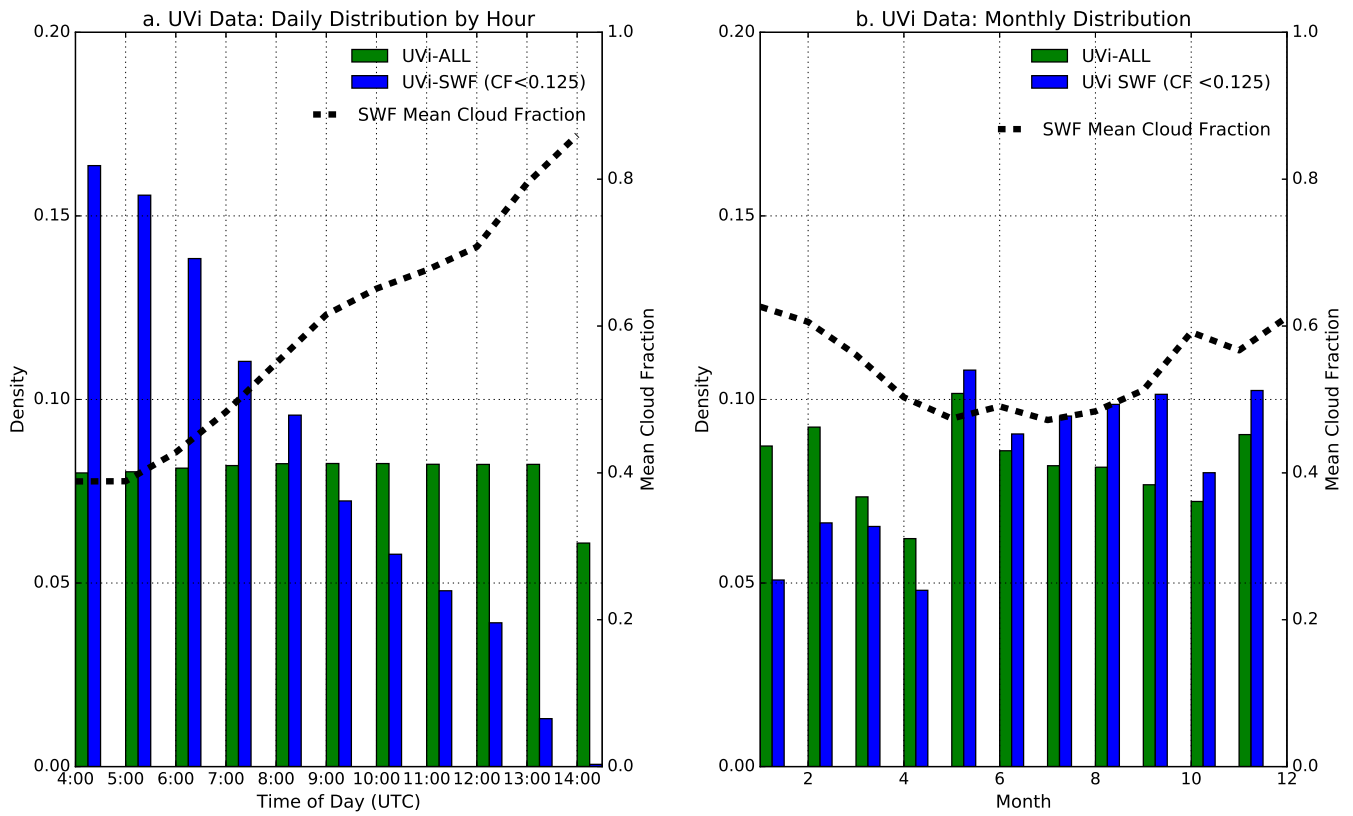 a. UVi Data: Daily Distribution by Hour
0.20
0.15
0.10
0.05
0.00
Density
1.0
0.8
0.6
0.4
0.2
0.0
Mean Cloud Fraction
UVi-ALL
UVi-SWF (CF<0.125)
SWF Mean Cloud Fraction
4:00 5:00 6:00 7:00 8:00 9:00 10:00 11:00 12:00 13:00 14:00
Time of Day (UTC)
b. UVi Data: Monthly Distribution
0.20
0.15
0.10
0.05
0.00
Density
1.0
0.8
0.6
0.4
0.2
0.0
Mean Cloud Fraction
UVi-ALL
UVi SWF (CF <0.125)
SWF Mean Cloud Fraction
2 4 6 8 10 12
Month